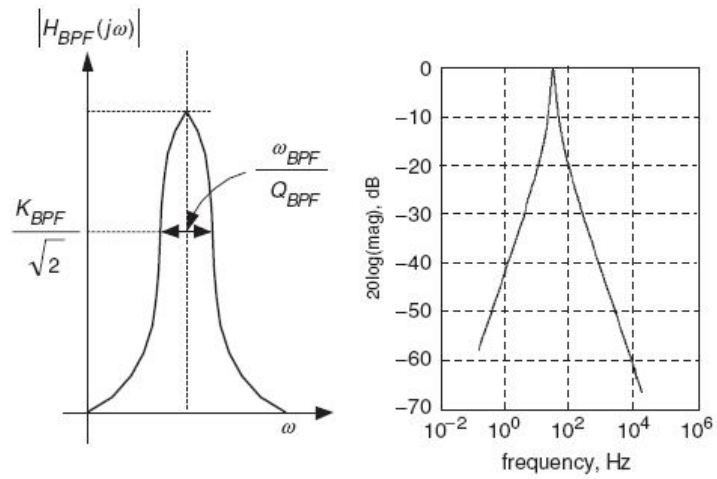 |H_BPF(jω)|
ω_BPF
Q_BPF
K_BPF
√2
ω
20log(mag), dB
0
−10
−20
−30
−40
−50
−60
−70
10^−2 10^0 10^2 10^4 10^6
frequency, Hz